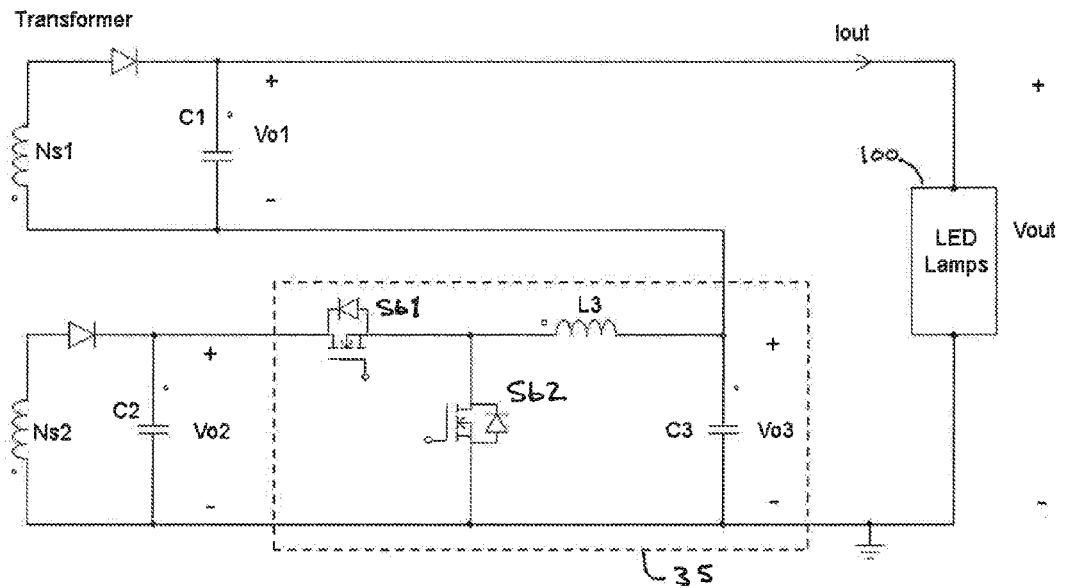 Transformer
Iout
+
+
C1
Vo1
Ns1
100
-
LED
Lamps
Vout
Sb1
L3
+
+
Sb2
C2
Vo2
Ns2
C3
Vo3
-
-
-
35